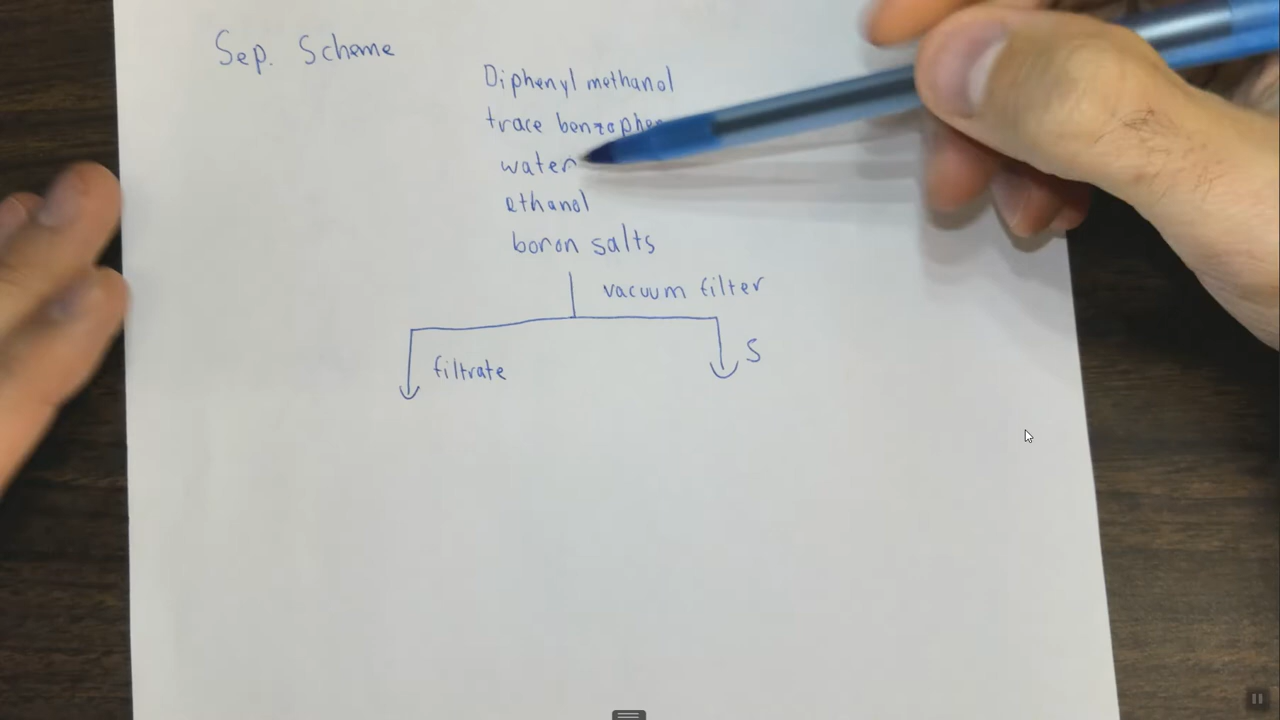 Sep. Scheme
Diphenyl methanol
trace
water
ethanol
boron salts
vacuum filter
S
filtrate